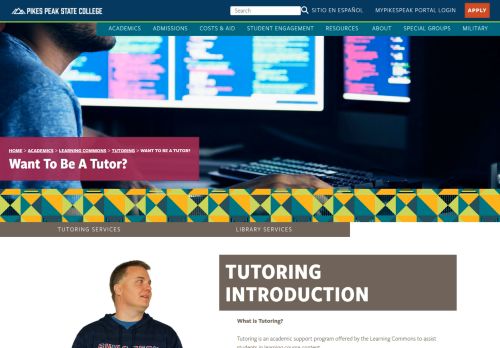 PIKES PEAK STATE COLLEGE
Search
SITIO EN ESPAÑOL
MYPIKESPEAK PORTAL LOGIN
APPLY
ACADEMICS ADMISSIONS COSTS & AID STUDENT ENGAGEMENT RESOURCES ABOUT SPECIAL GROUPS MILITARY
HOME > ACADEMICS > LEARNING COMMONS > TUTORING > WANT TO BE A TUTOR?
Want To Be A Tutor?
TUTORING SERVICES LIBRARY SERVICES
TUTORING
INTRODUCTION
What is Tutoring?
Tutoring is an academic support program offered by the Learning Commons to assist
students in learning course content